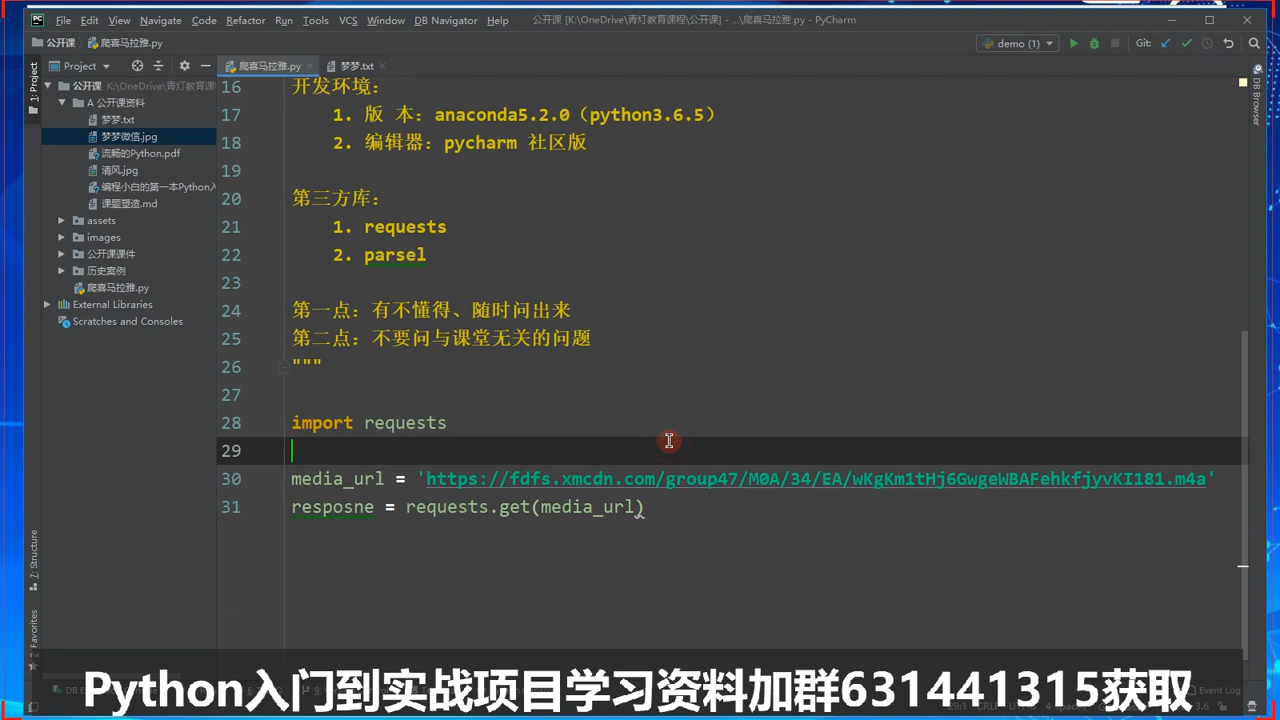 File Edit View Navigate Code Refactor Run Tools VCS Window DB Navigator Help 公开课 [K:\OneDrive\青灯教育课程\公开课] - ...\爬喜马拉雅.py - PyCharm
公开课 爬喜马拉雅.py demo (1) Git:
Project 爬喜马拉雅.py 梦梦.txt
1: Project
7: Structure
2: Favorites
DB Browser
公开课 K:\OneDrive\青灯教育课
A 公开课资料
梦梦.txt
梦梦微信.jpg
流畅的Python.pdf
清风.jpg
编程小白的第一本Python入
课题塑造.md
assets
images
公开课课件
历史案例
爬喜马拉雅.py
External Libraries
Scratches and Consoles
16 开发环境:
17 1. 版 本: anaconda5.2.0（python3.6.5）
18 2. 编辑器: pycharm 社区版
19
20 第三方库:
21 1. requests
22 2. parsel
23
24 第一点: 有不懂得、随时问出来
25 第二点: 不要问与课堂无关的问题
26 """
27
28 import requests
29
30 media_url = 'https://fdfs.xmcdn.com/group47/M0A/34/EA/wKgKm1tHj6GwgeWBAFehkfjyvKI181.m4a'
31 resposne = requests.get(media_url)
Python入门到实战项目学习资料加群631441315获取
Event Log